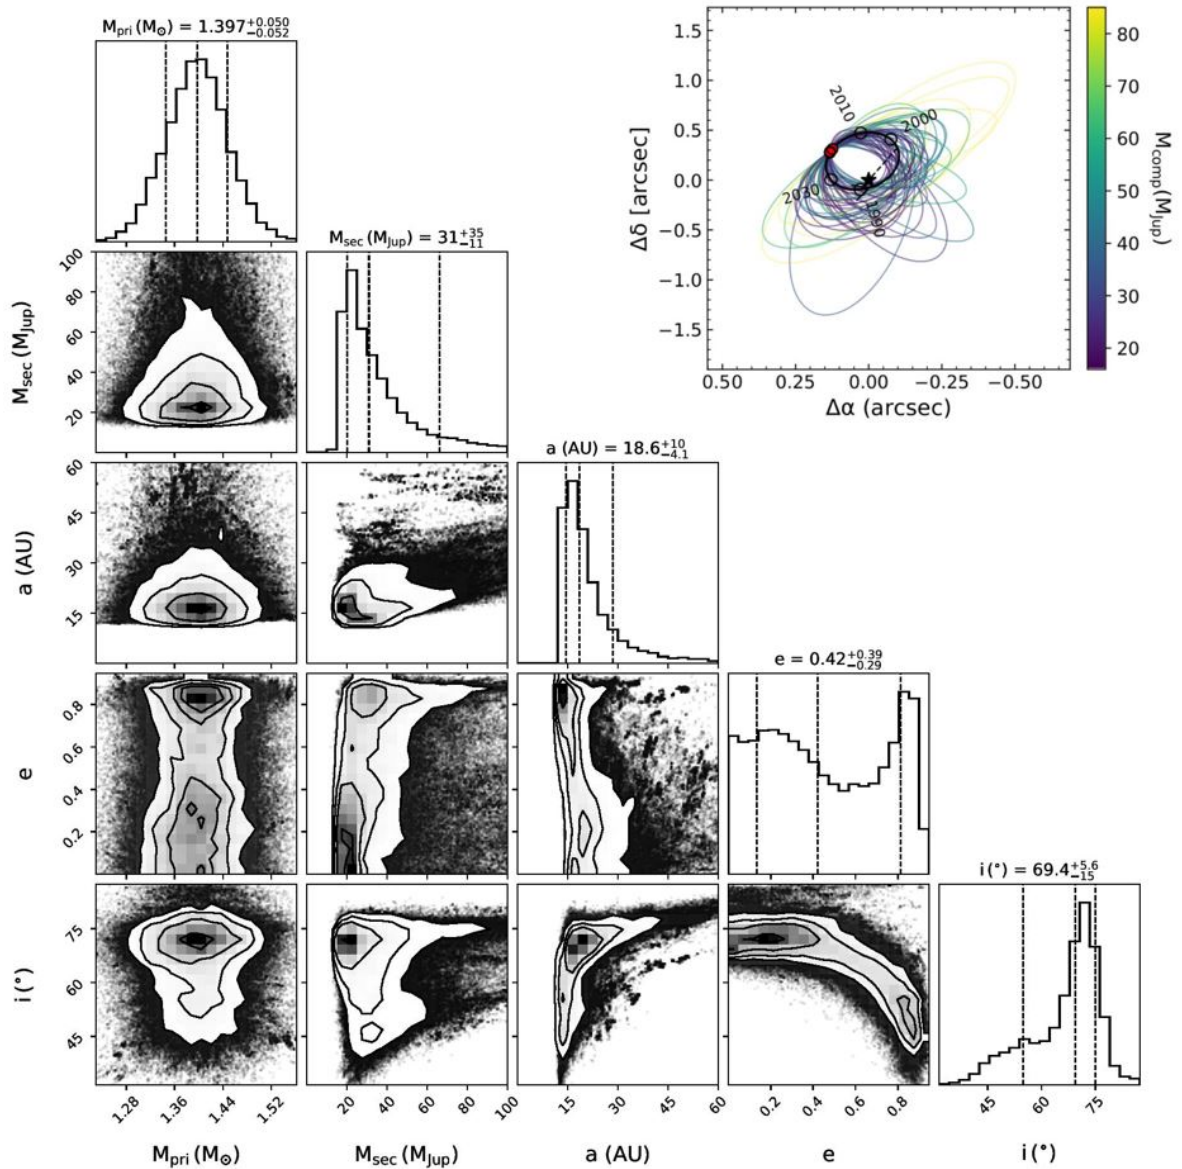 M_pri (M_⊙) = 1.397^{+0.050}_{−0.052}
1.5
1.0
0.5
0.0
−0.5
−1.0
−1.5
Δδ [arcsec]
0.50 0.25 0.00 −0.25 −0.50
Δα (arcsec)
2010
2000
2030
1990
80
70
60
50
40
30
20
M_comp(M_Jup)
M_sec (M_Jup) = 31^{+35}_{−11}
100
80
60
40
20
M_sec (M_Jup)
a (AU) = 18.6^{+10}_{−4.1}
60
45
30
15
a (AU)
e = 0.42^{+0.39}_{−0.29}
0.8
0.6
0.4
0.2
e
i (°) = 69.4^{+5.6}_{−15}
75
60
45
i (°)
1.28 1.36 1.44 1.52
20 40 60 80 100
15 30 45 60
0.2 0.4 0.6 0.8
45 60 75
M_pri (M_⊙)
M_sec (M_Jup)
a (AU)
e
i (°)